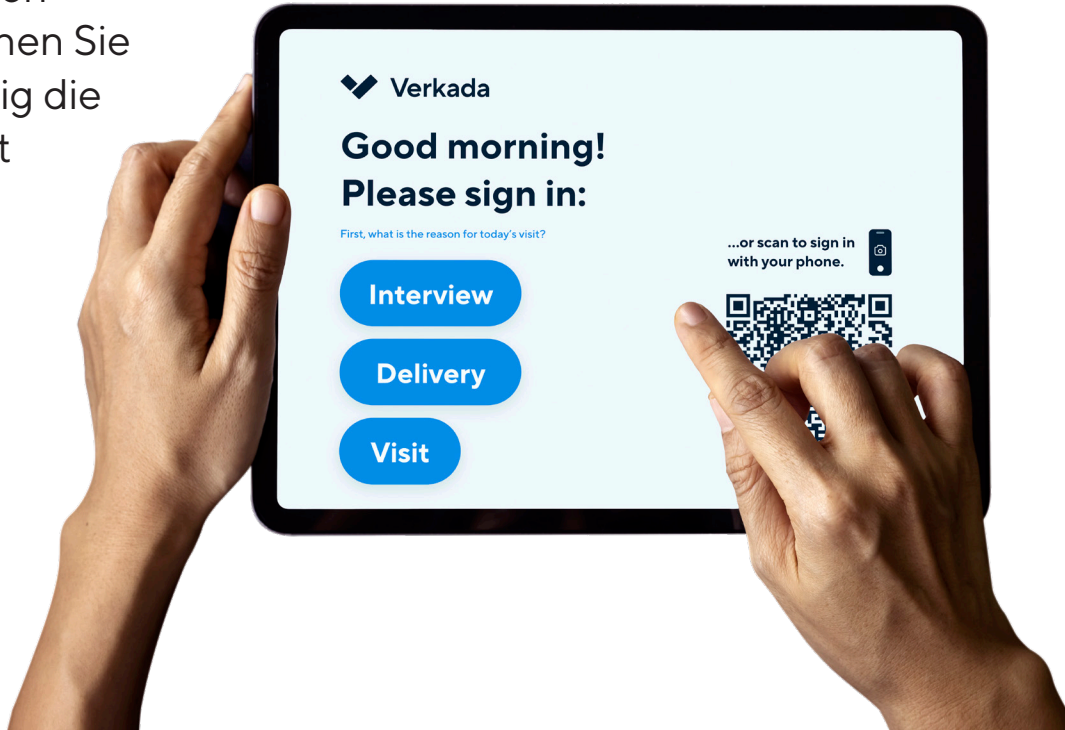 nen Sie
ig die
t
Verkada
Good morning!
Please sign in:
First, what is the reason for today's visit?
...or scan to sign in
with your phone.
Interview
Delivery
Visit